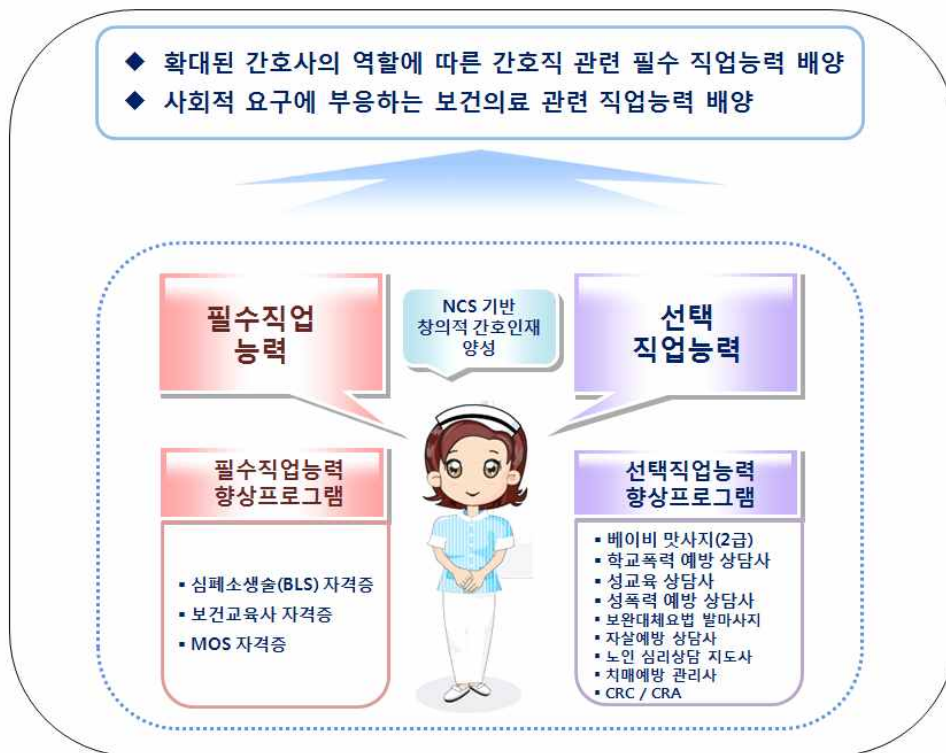 ◆ 확대된 간호사의 역할에 따른 간호직 관련 필수 직업능력 배양
◆ 사회적 요구에 부응하는 보건의료 관련 직업능력 배양
필수직업
능력
NCS 기반
창의적 간호인재
양성
선택
직업능력
필수직업능력
향상프로그램
▪ 심폐소생술(BLS) 자격증
▪ 보건교육사 자격증
▪ MOS 자격증
선택직업능력
향상프로그램
▪ 베이비 맛사지(2급)
▪ 학교폭력 예방 상담사
▪ 성교육 상담사
▪ 성폭력 예방 상담사
▪ 보완대체요법 발마사지
▪ 자살예방 상담사
▪ 노인 심리상담 지도사
▪ 치매예방 관리사
▪ CRC / CRA